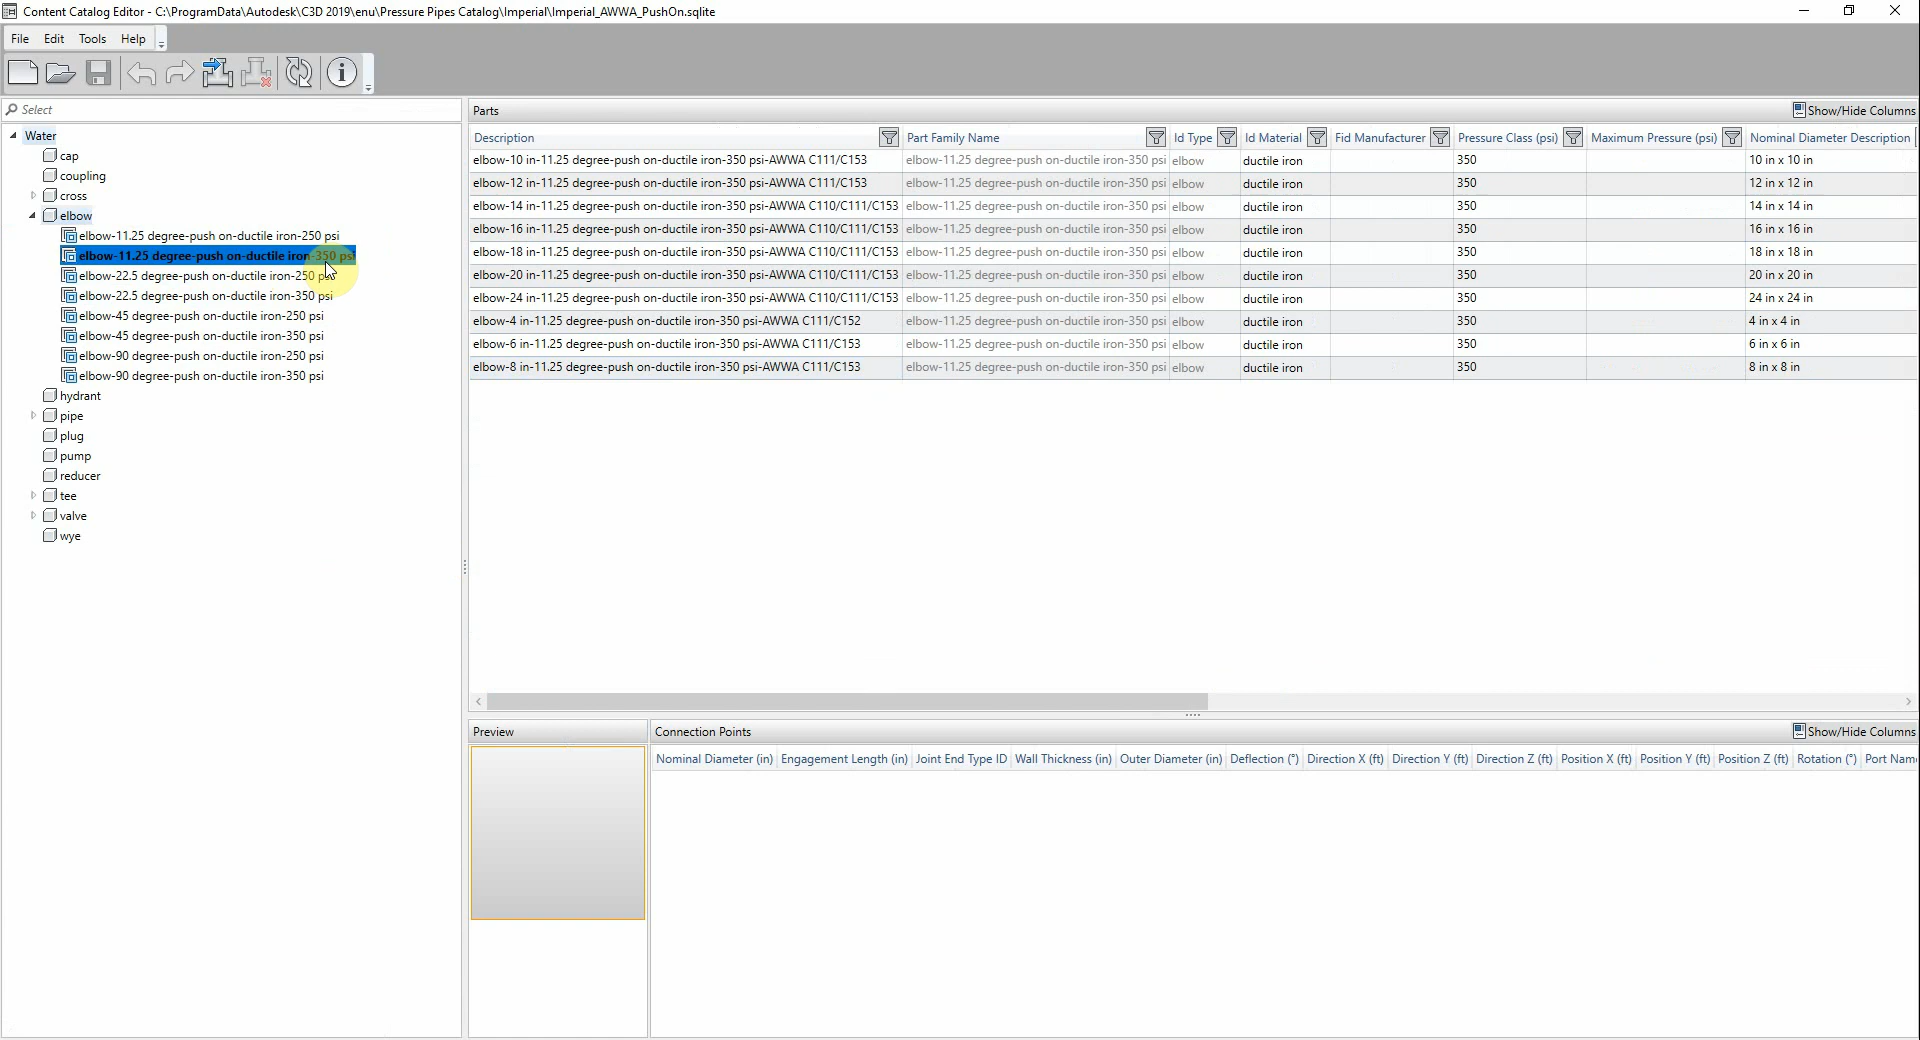 Content Catalog Editor - C:\ProgramData\Autodesk\C3D 2019\enu\Pressure Pipes Catalog\Imperial\Imperial_AWWA_PushOn.sqlite
File Edit Tools Help
Select
Water
cap
coupling
cross
elbow
elbow-11.25 degree-push on-ductile iron-250 psi
elbow-11.25 degree-push on-ductile iron-350 psi
elbow-22.5 degree-push on-ductile iron-250 psi
elbow-22.5 degree-push on-ductile iron-350 psi
elbow-45 degree-push on-ductile iron-250 psi
elbow-45 degree-push on-ductile iron-350 psi
elbow-90 degree-push on-ductile iron-250 psi
elbow-90 degree-push on-ductile iron-350 psi
hydrant
pipe
plug
pump
reducer
tee
valve
wye
Parts Show/Hide Columns
Description Part Family Name Id Type Id Material Fid Manufacturer Pressure Class (psi) Maximum Pressure (psi) Nominal Diameter Description
elbow-10 in-11.25 degree-push on-ductile iron-350 psi-AWWA C111/C153 elbow-11.25 degree-push on-ductile iron-350 psi elbow ductile iron 350 10 in x 10 in
elbow-12 in-11.25 degree-push on-ductile iron-350 psi-AWWA C111/C153 elbow-11.25 degree-push on-ductile iron-350 psi elbow ductile iron 350 12 in x 12 in
elbow-14 in-11.25 degree-push on-ductile iron-350 psi-AWWA C110/C111/C153 elbow-11.25 degree-push on-ductile iron-350 psi elbow ductile iron 350 14 in x 14 in
elbow-16 in-11.25 degree-push on-ductile iron-350 psi-AWWA C110/C111/C153 elbow-11.25 degree-push on-ductile iron-350 psi elbow ductile iron 350 16 in x 16 in
elbow-18 in-11.25 degree-push on-ductile iron-350 psi-AWWA C110/C111/C153 elbow-11.25 degree-push on-ductile iron-350 psi elbow ductile iron 350 18 in x 18 in
elbow-20 in-11.25 degree-push on-ductile iron-350 psi-AWWA C110/C111/C153 elbow-11.25 degree-push on-ductile iron-350 psi elbow ductile iron 350 20 in x 20 in
elbow-24 in-11.25 degree-push on-ductile iron-350 psi-AWWA C110/C111/C153 elbow-11.25 degree-push on-ductile iron-350 psi elbow ductile iron 350 24 in x 24 in
elbow-4 in-11.25 degree-push on-ductile iron-350 psi-AWWA C111/C152 elbow-11.25 degree-push on-ductile iron-350 psi elbow ductile iron 350 4 in x 4 in
elbow-6 in-11.25 degree-push on-ductile iron-350 psi-AWWA C111/C153 elbow-11.25 degree-push on-ductile iron-350 psi elbow ductile iron 350 6 in x 6 in
elbow-8 in-11.25 degree-push on-ductile iron-350 psi-AWWA C111/C153 elbow-11.25 degree-push on-ductile iron-350 psi elbow ductile iron 350 8 in x 8 in
Preview Connection Points Show/Hide Columns
Nominal Diameter (in) Engagement Length (in) Joint End Type ID Wall Thickness (in) Outer Diameter (in) Deflection (°) Direction X (ft) Direction Y (ft) Direction Z (ft) Position X (ft) Position Y (ft) Position Z (ft) Rotation (°) Port Nam